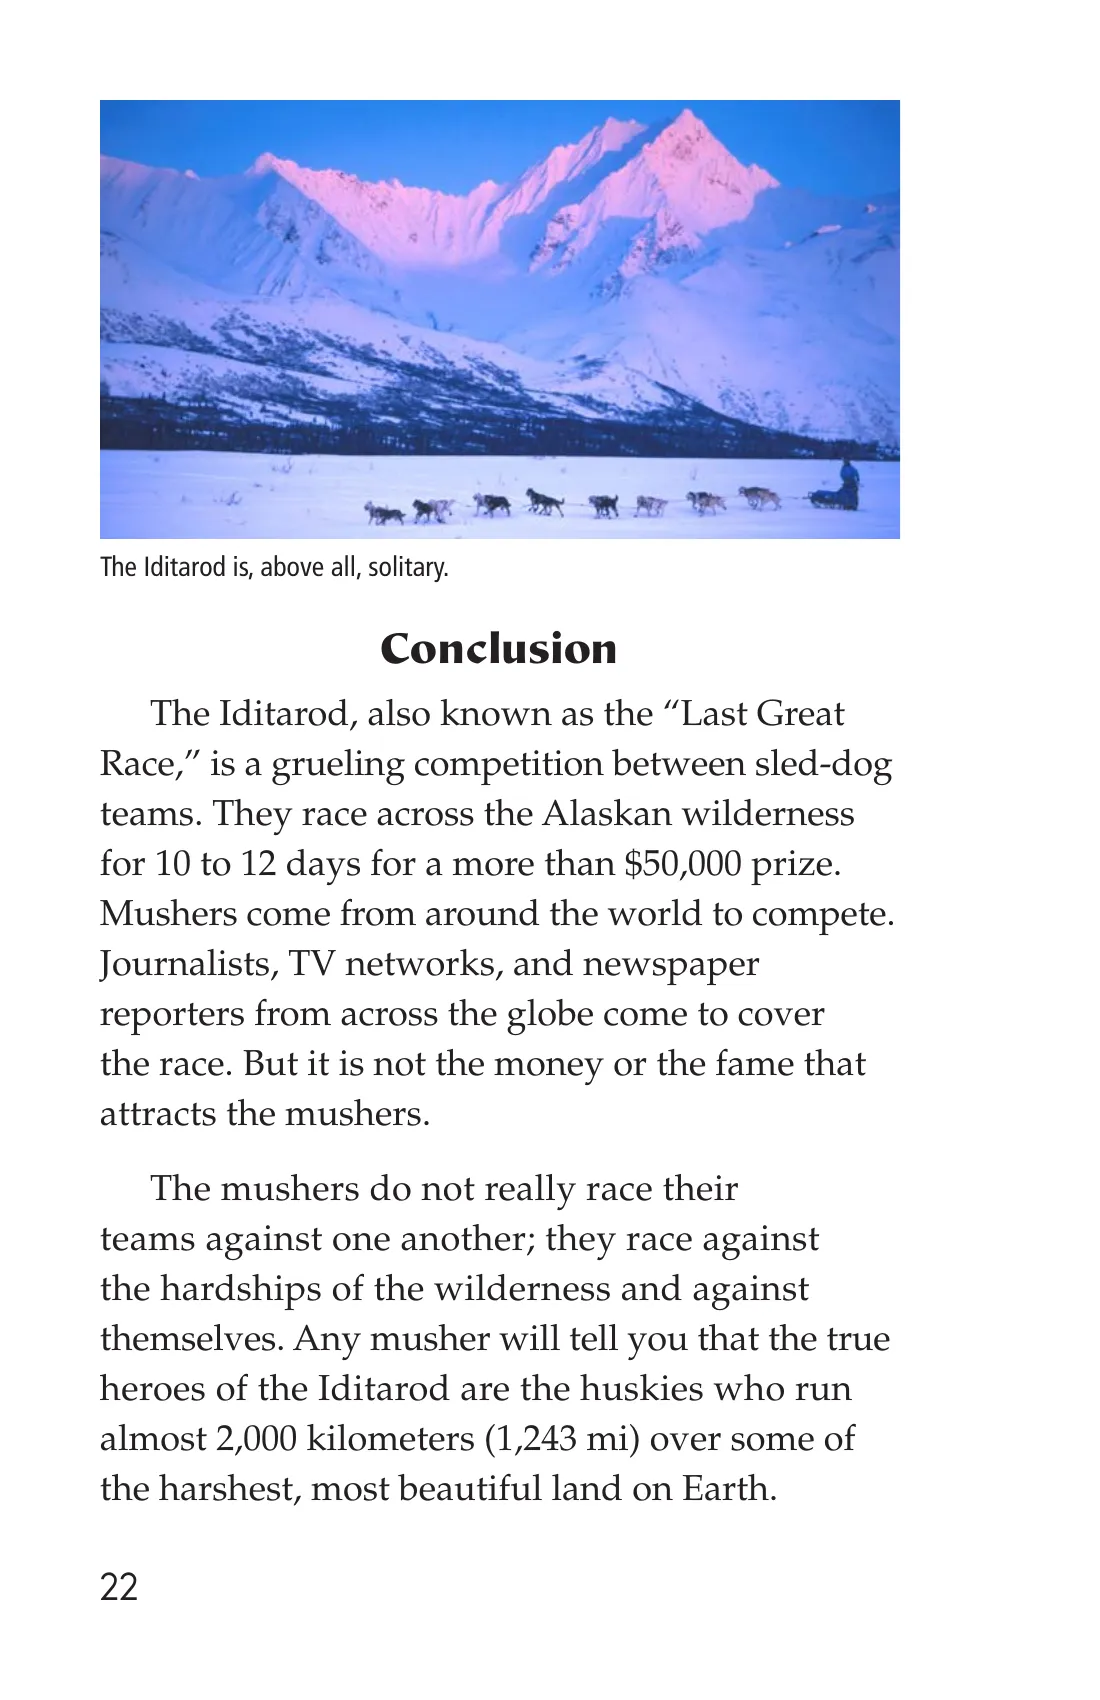 The Iditarod is, above all, solitary.
Conclusion
The Iditarod, also known as the “Last Great
Race,” is a grueling competition between sled-dog
teams. They race across the Alaskan wilderness
for 10 to 12 days for a more than $50,000 prize.
Mushers come from around the world to compete.
Journalists, TV networks, and newspaper
reporters from across the globe come to cover
the race. But it is not the money or the fame that
attracts the mushers.
The mushers do not really race their
teams against one another; they race against
the hardships of the wilderness and against
themselves. Any musher will tell you that the true
heroes of the Iditarod are the huskies who run
almost 2,000 kilometers (1,243 mi) over some of
the harshest, most beautiful land on Earth.
22